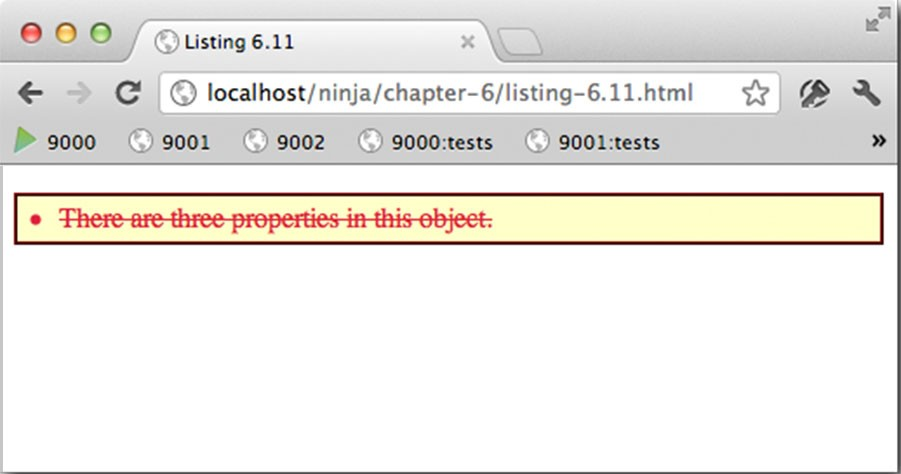 Listing 6.11
localhost/ninja/chapter-6/listing-6.11.html
9000 9001 9002 9000:tests 9001:tests »
• There are three properties in this object.